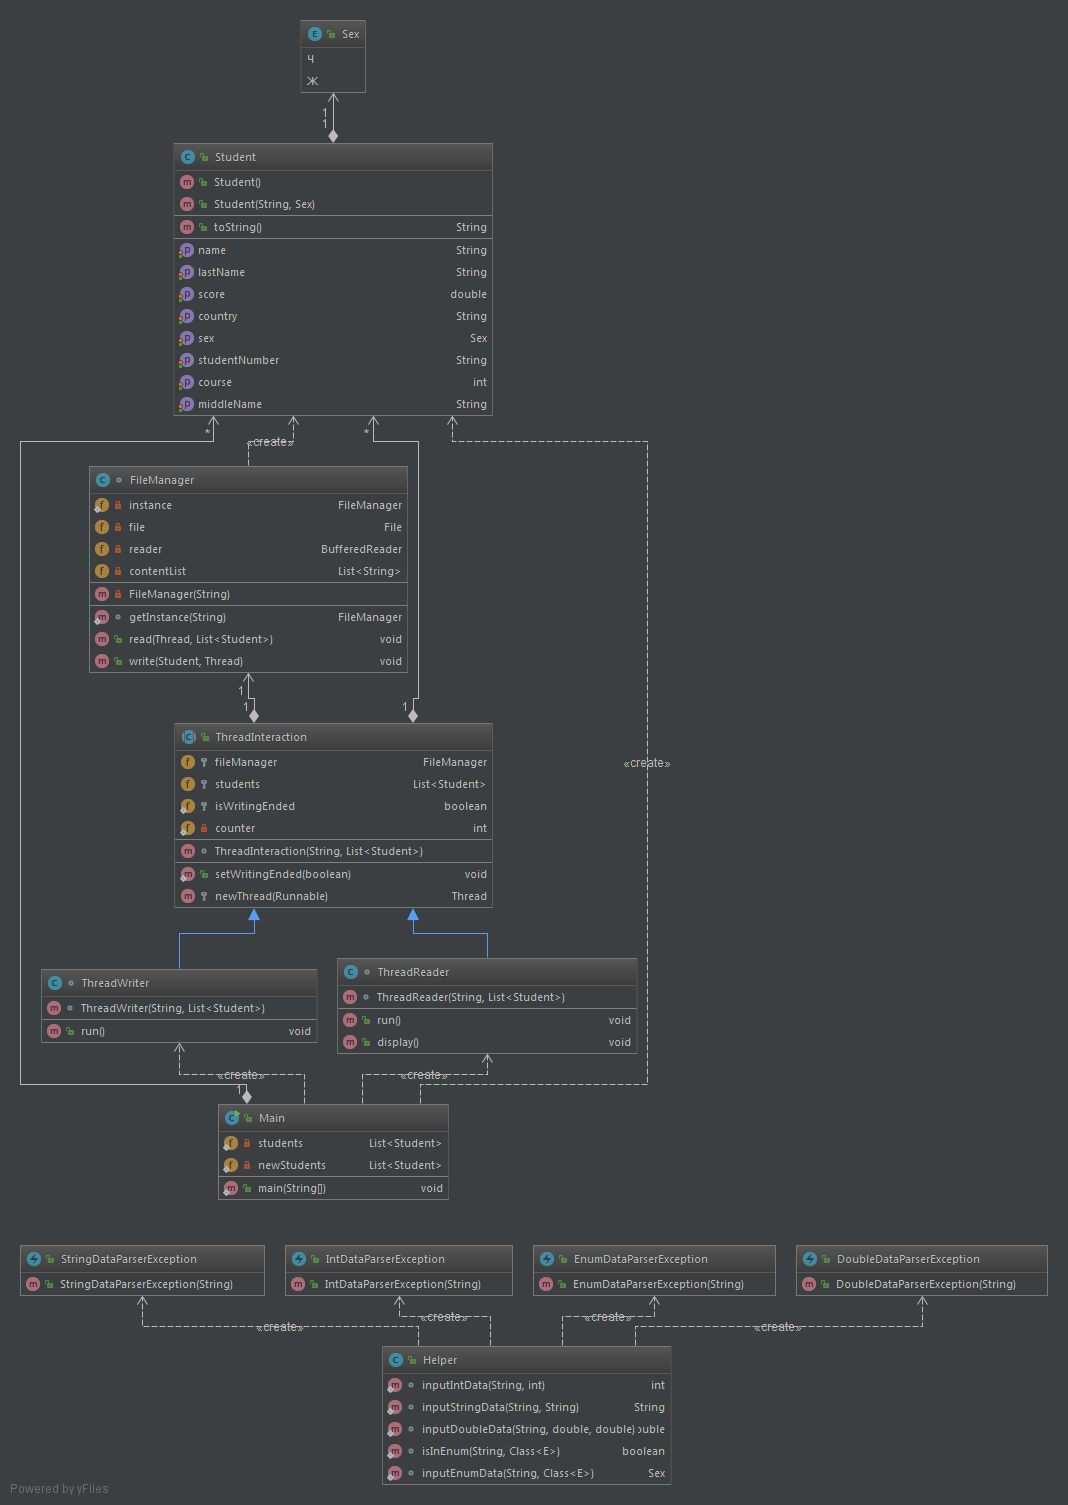 Sex
Ч
Ж
1
1
Student
Student()
Student(String, Sex)
toString() String
name String
lastName String
score double
country String
sex Sex
studentNumber String
course int
middleName String
* «create» *
FileManager
instance FileManager
file File
reader BufferedReader
contentList List<String>
FileManager(String)
getInstance(String) FileManager
read(Thread, List<Student>) void
write(Student, Thread) void
1
1 1
ThreadInteraction
fileManager FileManager
students List<Student>
isWritingEnded boolean
counter int
ThreadInteraction(String, List<Student>)
setWritingEnded(boolean) void
newThread(Runnable) Thread
«create»
ThreadWriter
ThreadWriter(String, List<Student>)
run() void
ThreadReader
ThreadReader(String, List<Student>)
run() void
display() void
«create» «create»
1
Main
students List<Student>
newStudents List<Student>
main(String[]) void
StringDataParserException
StringDataParserException(String)
IntDataParserException
IntDataParserException(String)
EnumDataParserException
EnumDataParserException(String)
DoubleDataParserException
DoubleDataParserException(String)
«create» «create» «create» «create»
Helper
inputIntData(String, int) int
inputStringData(String, String) String
inputDoubleData(String, double, double) ouble
isInEnum(String, Class<E>) boolean
inputEnumData(String, Class<E>) Sex
Powered by yFiles